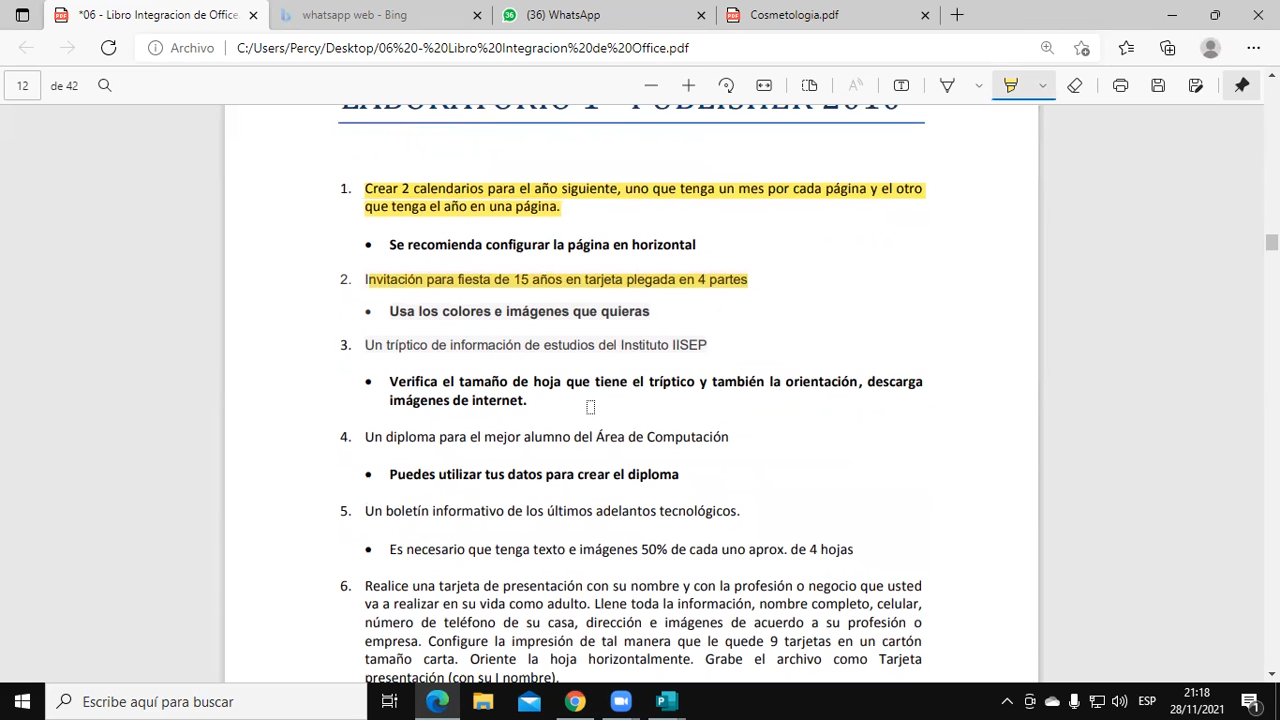 *06 - Libro Integracion de Office
whatsapp web - Bing
36
(36) WhatsApp
Cosmetología.pdf
Archivo
C:/Users/Percy/Desktop/06%20-%20Libro%20Integracion%20de%20Office.pdf
12
de 42
LABORATORIO 1 - PUBLISHER 2010
1. Crear 2 calendarios para el año siguiente, uno que tenga un mes por cada página y el otro
que tenga el año en una página.
• Se recomienda configurar la página en horizontal
2. Invitación para fiesta de 15 años en tarjeta plegada en 4 partes
• Usa los colores e imágenes que quieras
3. Un tríptico de información de estudios del Instituto IISEP
• Verifica el tamaño de hoja que tiene el tríptico y también la orientación, descarga
imágenes de internet.
4. Un diploma para el mejor alumno del Área de Computación
• Puedes utilizar tus datos para crear el diploma
5. Un boletín informativo de los últimos adelantos tecnológicos.
• Es necesario que tenga texto e imágenes 50% de cada uno aprox. de 4 hojas
6. Realice una tarjeta de presentación con su nombre y con la profesión o negocio que usted
va a realizar en su vida como adulto. Llene toda la información, nombre completo, celular,
número de teléfono de su casa, dirección e imágenes de acuerdo a su profesión o
empresa. Configure la impresión de tal manera que le quede 9 tarjetas en un cartón
tamaño carta. Oriente la hoja horizontalmente. Grabe el archivo como Tarjeta
presentación (con su l nombre).
Escribe aquí para buscar
ESP
21:18
28/11/2021
1